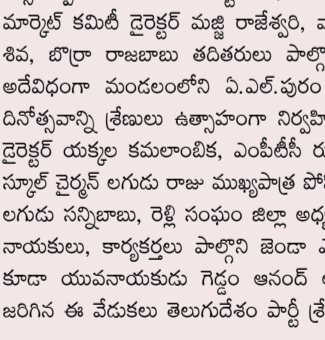 మార్కెట్ కమిటీ డైరెక్టర్ మజ్జి రాజేశ్వరి,
శివ, బొర్రా రాజబాబు తదితరులు పాల్గొ
అదేవిధంగా మండలంలోని ఏ.ఎల్.పురం
దినోత్సవాన్ని శ్రేణులు ఉత్సాహంగా నిర్వహి
డైరెక్టర్ యక్కల కమలాంబిక, ఎంపీటీసీ రు
స్కూల్ చైర్మన్ లగుడు రాజు ముఖ్యపాత్ర పో
లగుడు సన్నిబాబు, రెళ్లి సంఘం జిల్లా అధ్య
నాయకులు, కార్యకర్తలు పాల్గొని జెండా
కూడా యువనాయకుడు గెడ్డం ఆనంద్
జరిగిన ఈ వేడుకలు తెలుగుదేశం పార్టీ శ్రే